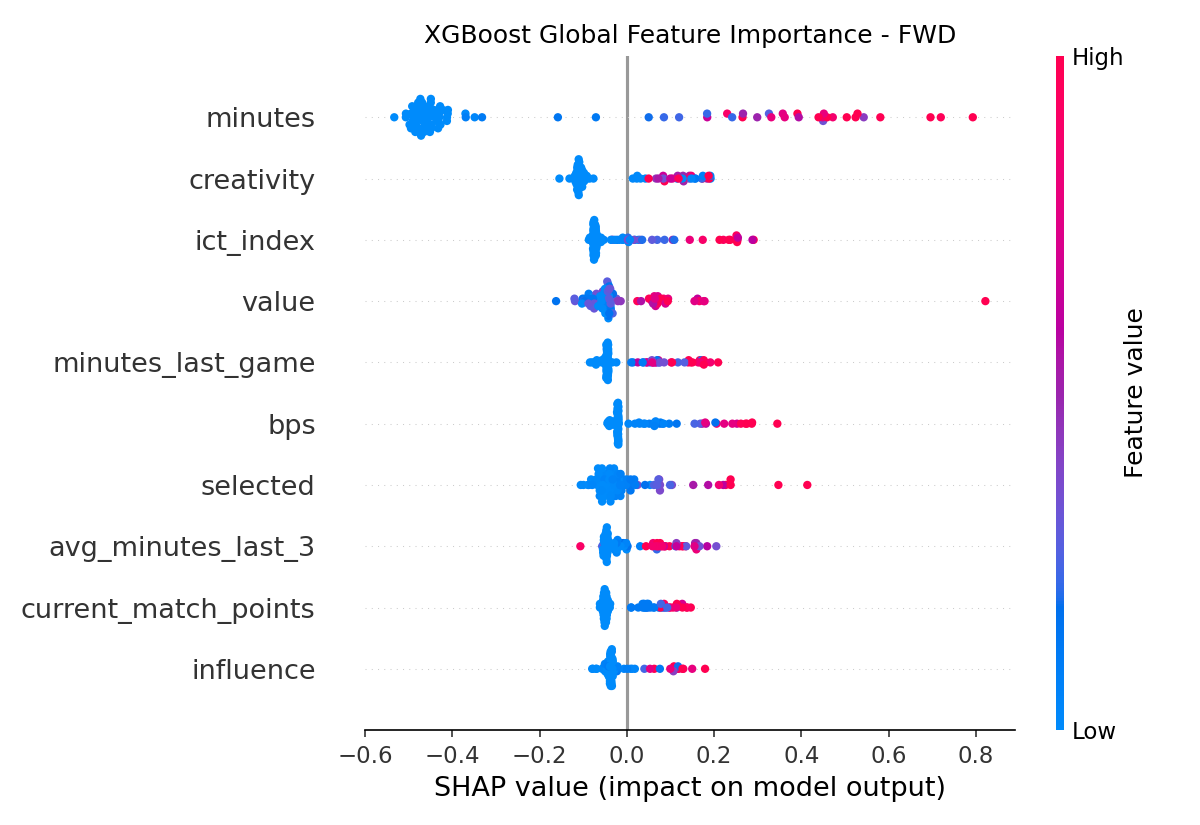 XGBoost Global Feature Importance - FWD
High
minutes
creativity
ict_index
value
minutes_last_game
bps
selected
avg_minutes_last_3
current_match_points
influence
Feature value
Low
−0.6 −0.4 −0.2 0.0 0.2 0.4 0.6 0.8
SHAP value (impact on model output)